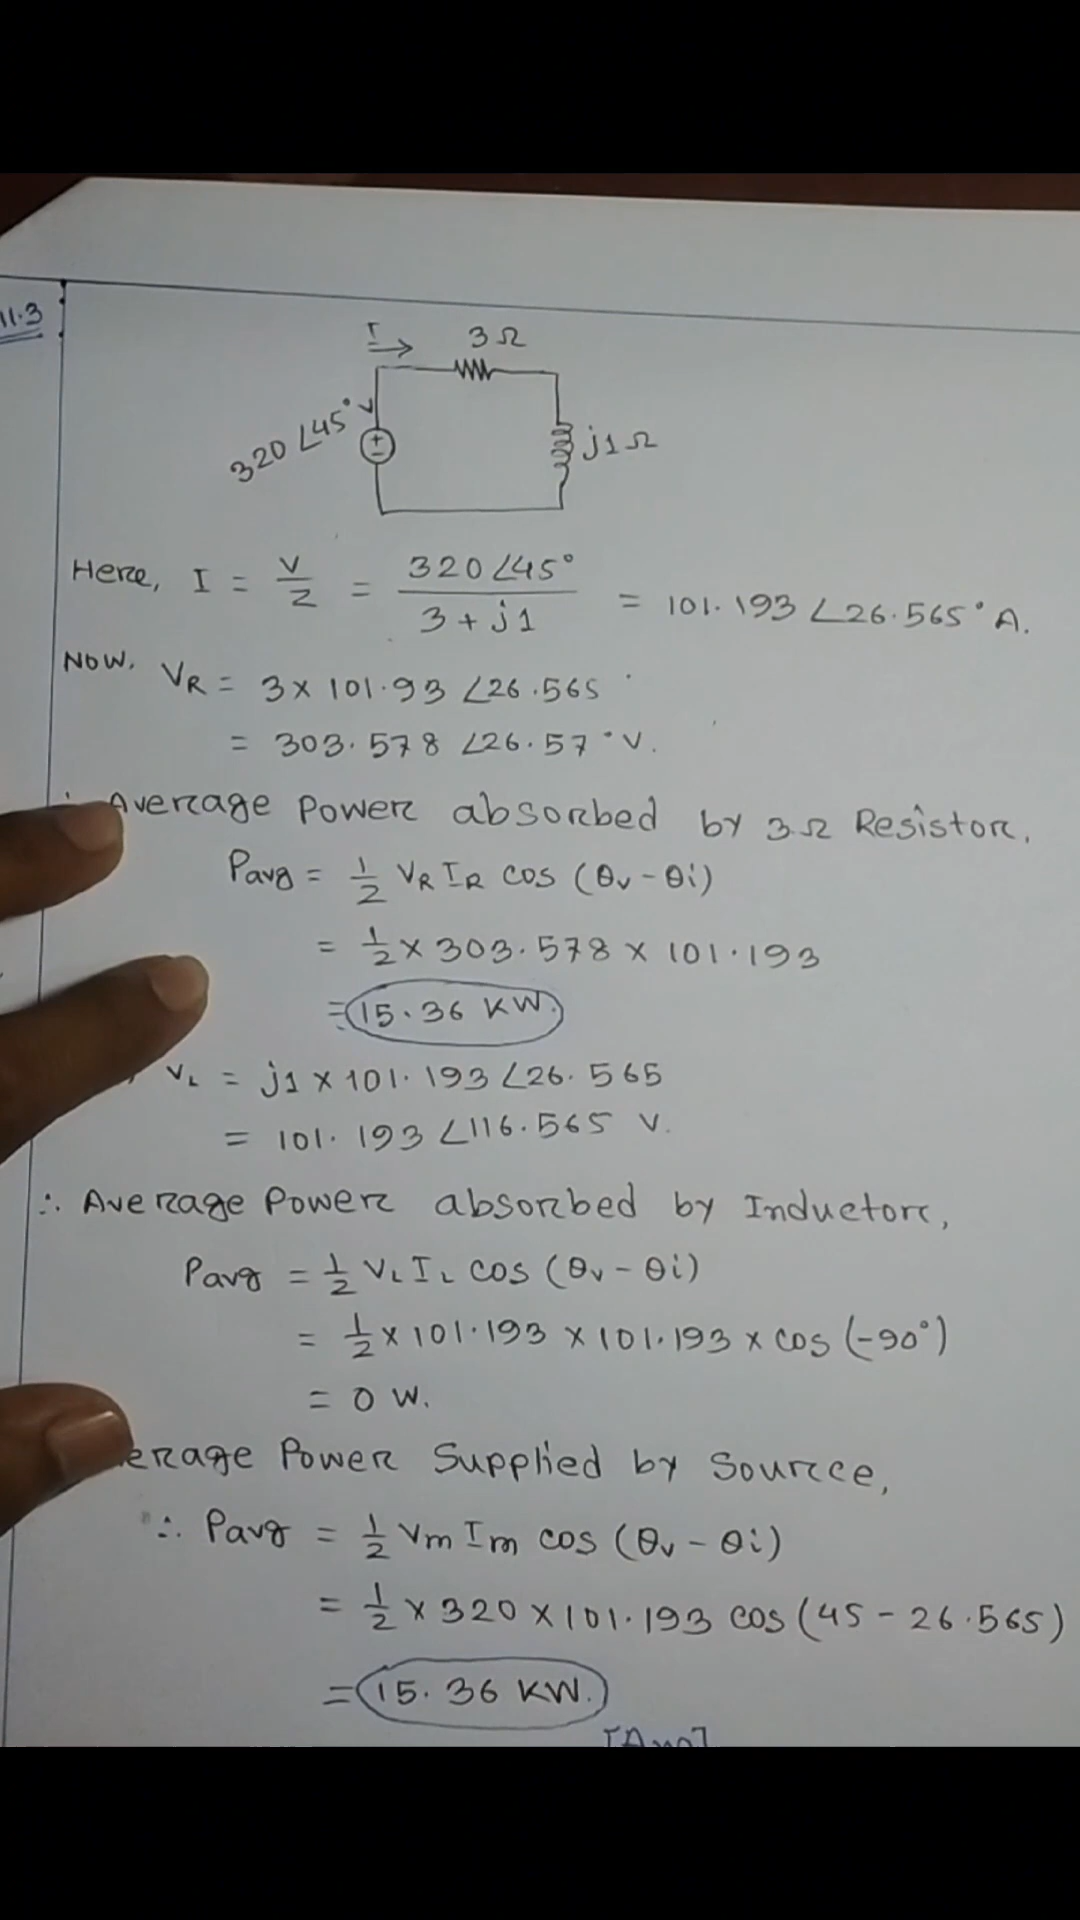 11.3
I → 3Ω
320∠45° V
+
-
j1Ω
Here, I = V/Z = 320∠45° / 3+j1 = 101.193 ∠26.565° A.
Now, VR = 3 × 101.93 ∠26.565
= 303.578 ∠26.57° V.
Average Power absorbed by 3Ω Resistor,
Pavg = 1/2 VR IR cos (θv - θi)
= 1/2 × 303.578 × 101.193
= 15.36 KW.
VL = j1 × 101.193 ∠26.565
= 101.193 ∠116.565 V.
∴ Average Power absorbed by Inductor,
Pavg = 1/2 VL IL cos (θv - θi)
= 1/2 × 101.193 × 101.193 × cos (-90°)
= 0 W.
erage Power Supplied by Source,
∴ Pavg = 1/2 Vm Im cos (θv - θi)
= 1/2 × 320 × 101.193 cos (45 - 26.565)
= 15.36 KW.